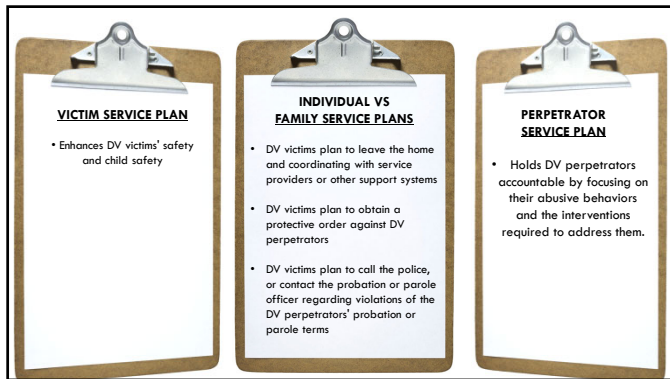 VICTIM SERVICE PLAN
• Enhances DV victims' safety
and child safety
INDIVIDUAL VS
FAMILY SERVICE PLANS
• DV victims plan to leave the home
and coordinating with service
providers or other support systems
• DV victims plan to obtain a
protective order against DV
perpetrators
• DV victims plan to call the police,
or contact the probation or parole
officer regarding violations of the
DV perpetrators' probation or
parole terms
PERPETRATOR
SERVICE PLAN
• Holds DV perpetrators
accountable by focusing on
their abusive behaviors
and the interventions
required to address them.